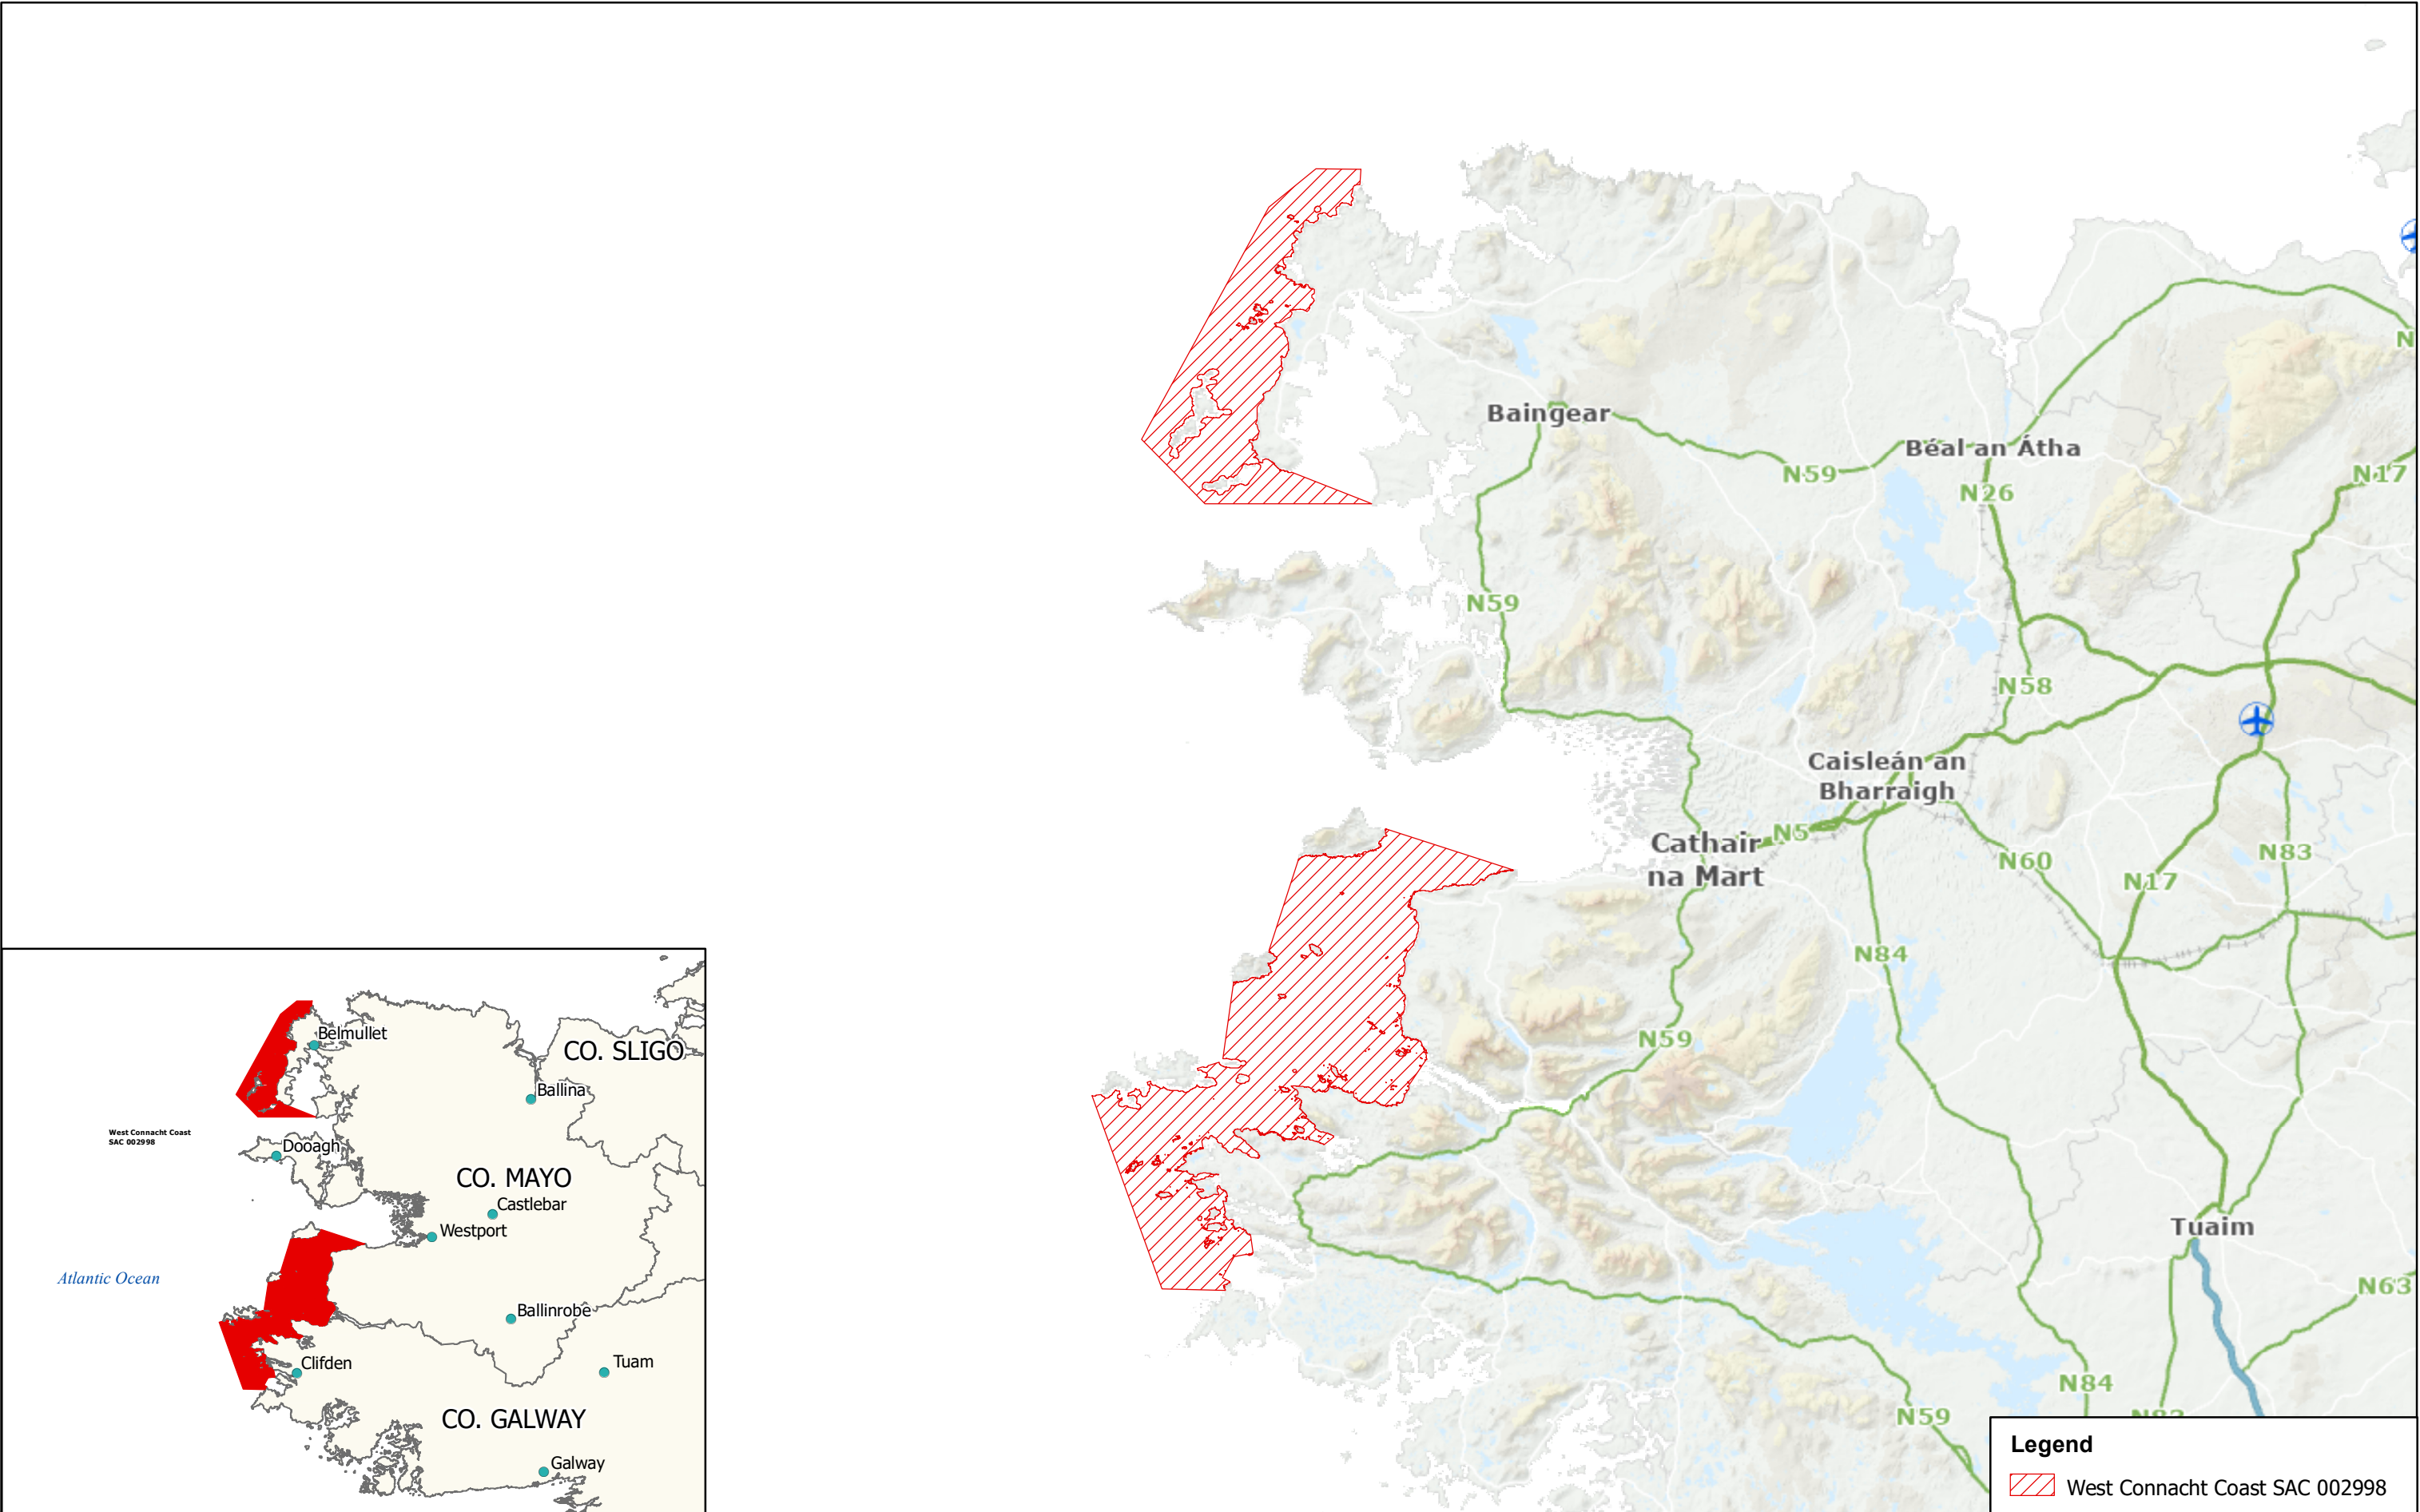 N
Baingear
Béal an Átha
N59
N17
N26
N59
N58
Caisleán an
Bharraigh
N5
Cathair
na Mart
N60
N83
N17
N84
N59
Tuaim
N63
N84
N59
Belmullet
CO. SLIGO
Ballina
West Connacht Coast
SAC 002998
Dooagh
CO. MAYO
Castlebar
Westport
Atlantic Ocean
Ballinrobe
Clifden
Tuam
CO. GALWAY
Galway
Legend
West Connacht Coast SAC 002998